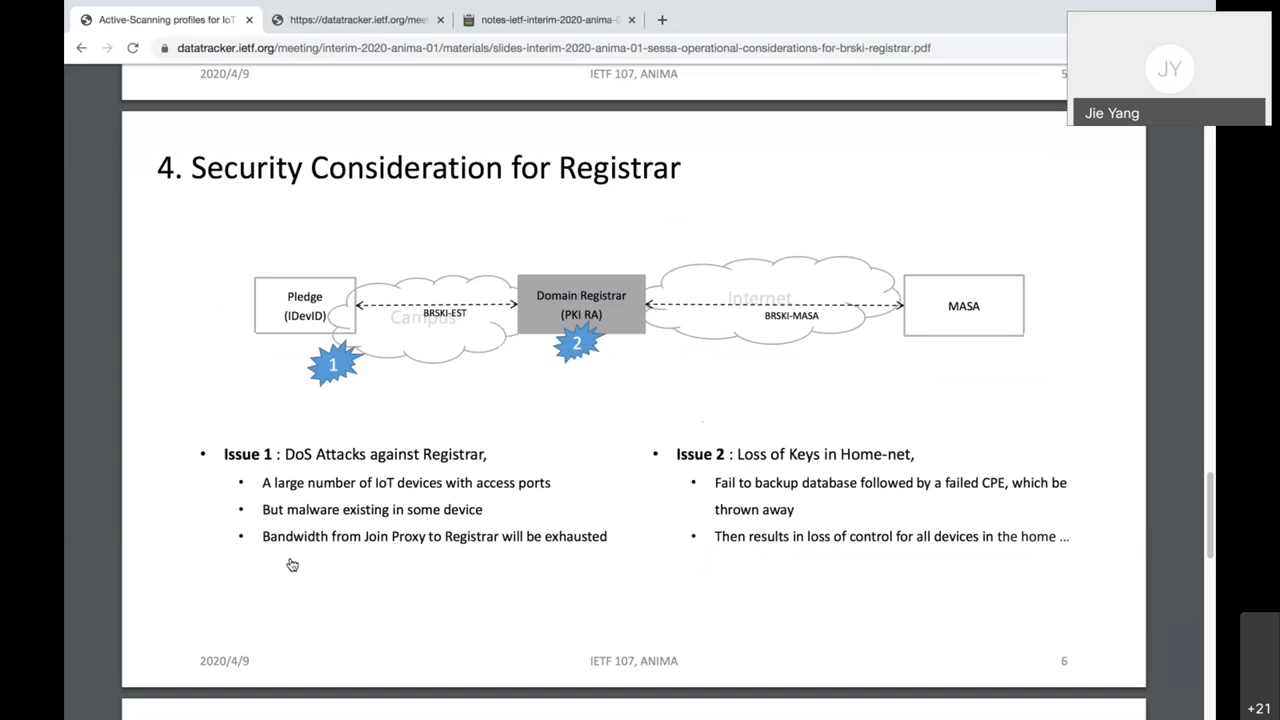 Active-Scanning profiles for IoT
https://datatracker.ietf.org/mee
notes-ietf-interim-2020-anima-0
datatracker.ietf.org/meeting/interim-2020-anima-01/materials/slides-interim-2020-anima-01-sessa-operational-considerations-for-brski-registrar.pdf
JY
Jie Yang
2020/4/9
IETF 107, ANIMA
5
4. Security Consideration for Registrar
Pledge
(IDevID)
Campus
BRSKI-EST
Domain Registrar
(PKI RA)
Internet
BRSKI-MASA
MASA
1
2
• Issue 1 : DoS Attacks against Registrar,
• A large number of IoT devices with access ports
• But malware existing in some device
• Bandwidth from Join Proxy to Registrar will be exhausted
• Issue 2 : Loss of Keys in Home-net,
• Fail to backup database followed by a failed CPE, which be
thrown away
• Then results in loss of control for all devices in the home …
2020/4/9
IETF 107, ANIMA
6
+21